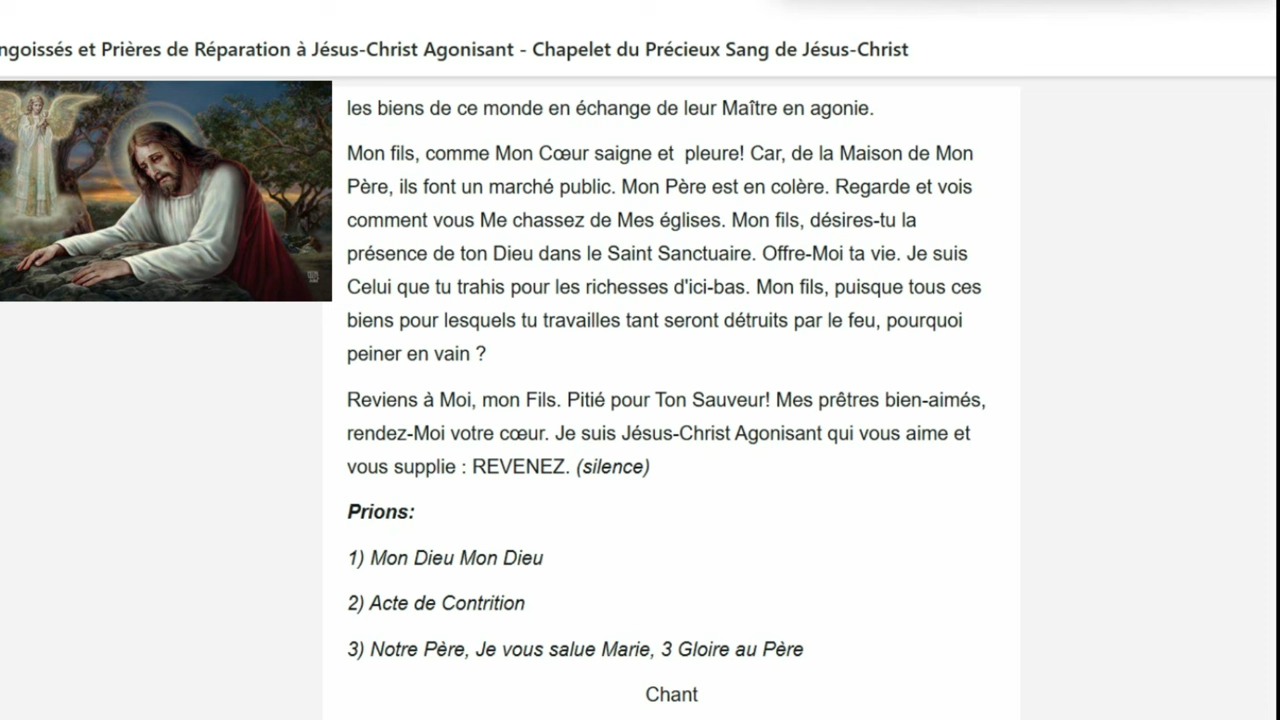 ngoissés et Prières de Réparation à Jésus-Christ Agonisant - Chapelet du Précieux Sang de Jésus-Christ
les biens de ce monde en échange de leur Maître en agonie.
Mon fils, comme Mon Cœur saigne et  pleure! Car, de la Maison de Mon
Père, ils font un marché public. Mon Père est en colère. Regarde et vois
comment vous Me chassez de Mes églises. Mon fils, désires-tu la
présence de ton Dieu dans le Saint Sanctuaire. Offre-Moi ta vie. Je suis
Celui que tu trahis pour les richesses d'ici-bas. Mon fils, puisque tous ces
biens pour lesquels tu travailles tant seront détruits par le feu, pourquoi
peiner en vain ?
Reviens à Moi, mon Fils. Pitié pour Ton Sauveur! Mes prêtres bien-aimés,
rendez-Moi votre cœur. Je suis Jésus-Christ Agonisant qui vous aime et
vous supplie : REVENEZ. (silence)
Prions:
1) Mon Dieu Mon Dieu
2) Acte de Contrition
3) Notre Père, Je vous salue Marie, 3 Gloire au Père
Chant